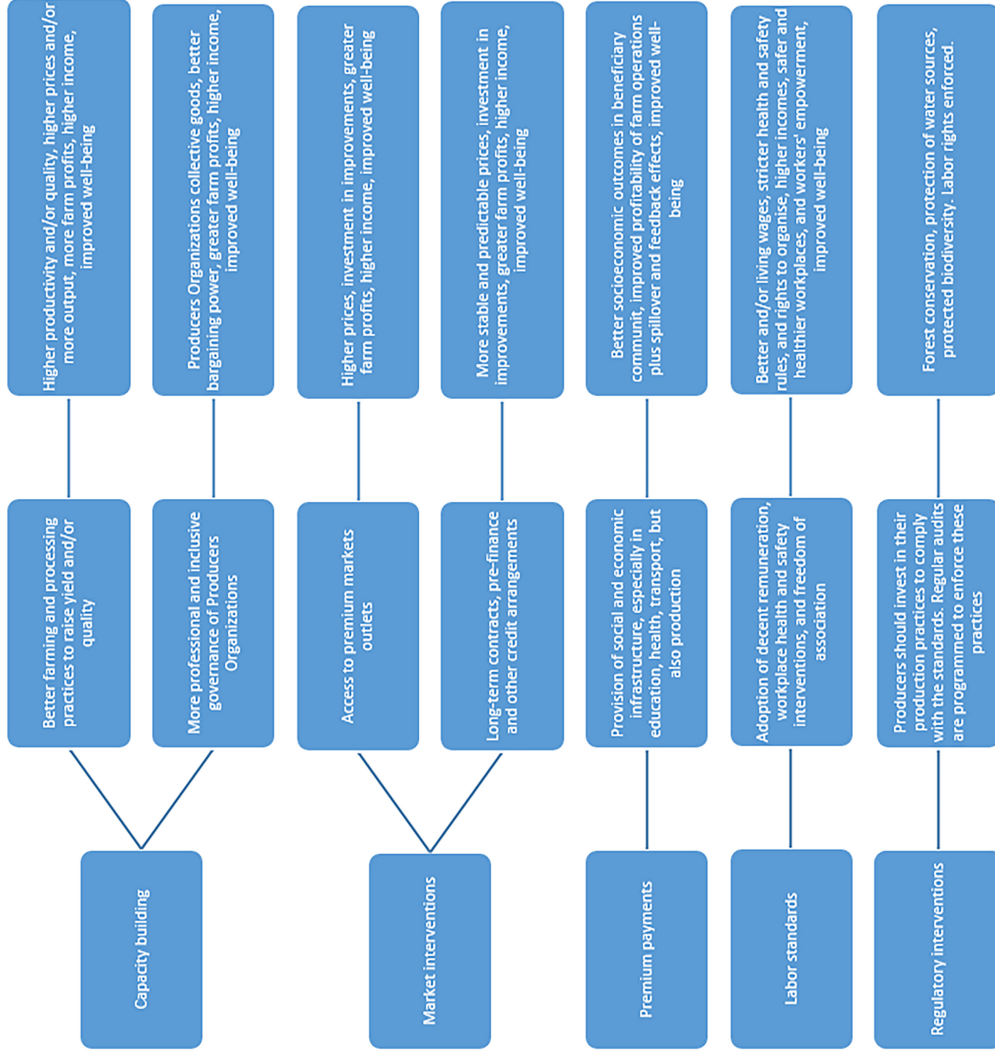 Capacity building
Better farming and processing
practices to raise yield and/or
quality
Higher productivity and/or quality, higher prices and/or
more output, more farm profits, higher income,
improved well-being
More professional and inclusive
governance of Producers
Organizations
Producers Organizations collective goods, better
bargaining power, greater farm profits, higher income,
improved well-being
Market interventions
Access to premium markets
outlets
Higher prices, investment in improvements, greater
farm profits, higher income, improved well-being
Long-term contracts, pre-finance
and other credit arrangements
More stable and predictable prices, investment in
improvements, greater farm profits, higher income,
improved well-being
Premium payments
Provision of social and economic
infrastructure, especially in
education, health, transport, but
also production
Better socioeconomic outcomes in beneficiary
communit, improved profitability of farm operations
plus spillover and feedback effects, improved well-
being
Labor standards
Adoption of decent remuneration,
workplace health and safety
interventions, and freedom of
association
Better and/or living wages, stricter health and safety
rules, and rights to organise, higher incomes, safer and
healthier workplaces, and workers' empowerment,
improved well-being
Regulatory interventions
Producers should invest in their
production practices to comply
with the standards. Regular audits
are programmed to enforce these
practices
Forest conservation, protection of water sources,
protected biodiversity. Labor rights enforced.